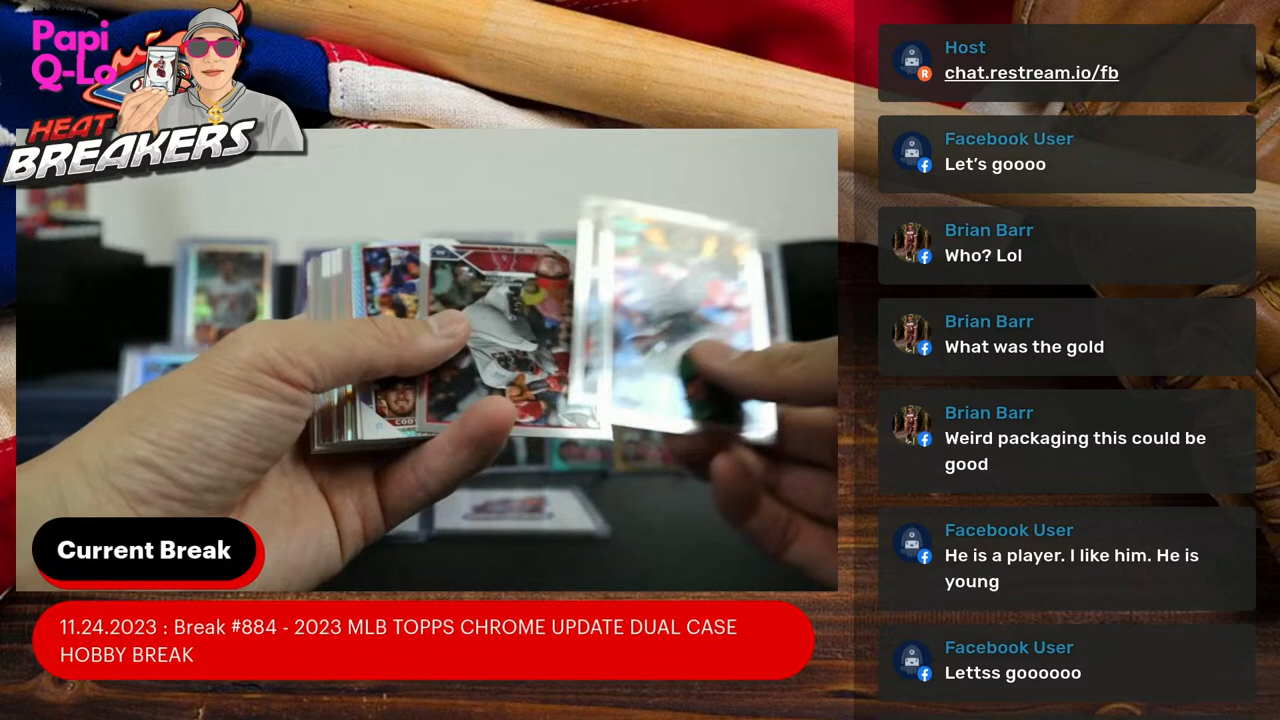 Papi
Q-Lo
HEAT
BREAKERS
Current Break
11.24.2023 : Break #884 - 2023 MLB TOPPS CHROME UPDATE DUAL CASE
HOBBY BREAK
Host
chat.restream.io/fb
Facebook User
Let’s goooo
Brian Barr
Who? Lol
Brian Barr
What was the gold
Brian Barr
Weird packaging this could be
good
Facebook User
He is a player. I like him. He is
young
Facebook User
Lettss goooooo